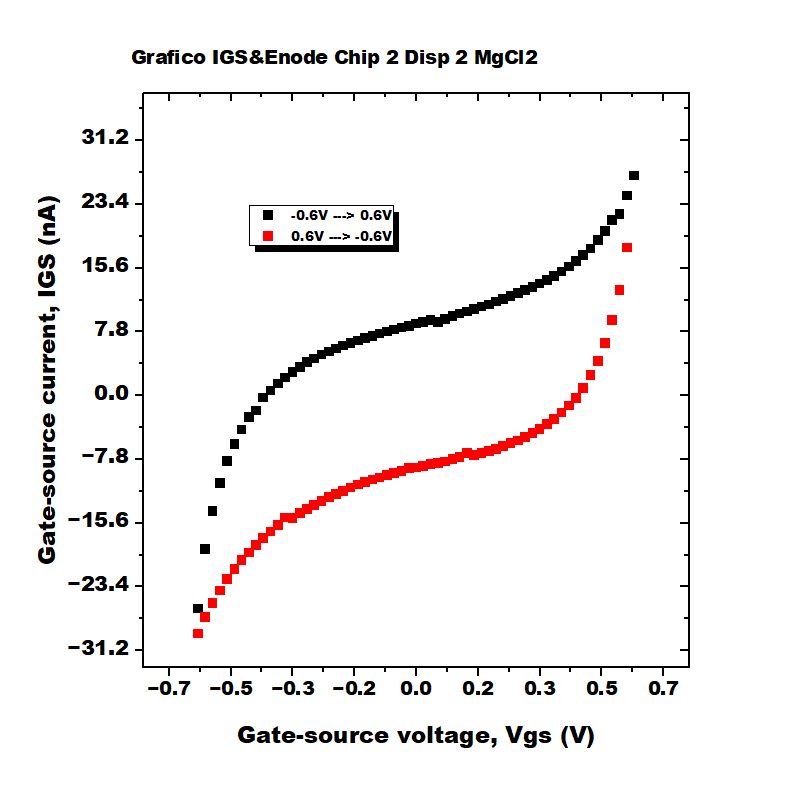 Grafico IGS&Enode Chip 2 Disp 2 MgCl2
31.2
23.4
-0.6V ---> 0.6V
0.6V ---> -0.6V
15.6
7.8
0.0
−7.8
−15.6
−23.4
−31.2
Gate-source current, IGS (nA)
−0.7 −0.5 −0.3 −0.2 0.0 0.2 0.3 0.5 0.7
Gate-source voltage, Vgs (V)